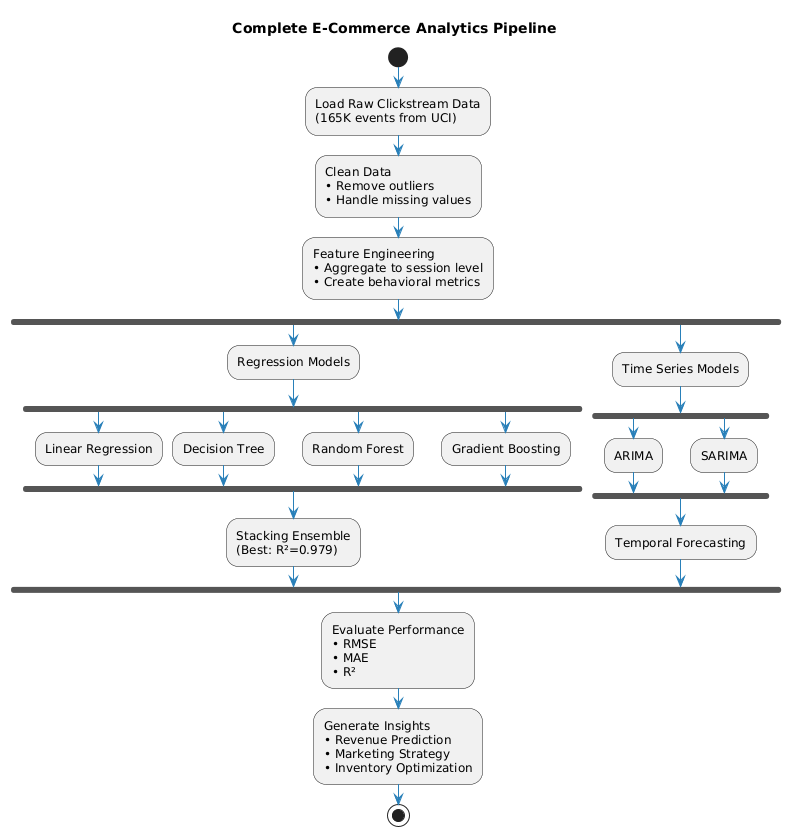 Complete E-Commerce Analytics Pipeline
Load Raw Clickstream Data
(165K events from UCI)
Clean Data
• Remove outliers
• Handle missing values
Feature Engineering
• Aggregate to session level
• Create behavioral metrics
Regression Models
Time Series Models
Linear Regression
Decision Tree
Random Forest
Gradient Boosting
ARIMA
SARIMA
Stacking Ensemble
(Best: R²=0.979)
Temporal Forecasting
Evaluate Performance
• RMSE
• MAE
• R²
Generate Insights
• Revenue Prediction
• Marketing Strategy
• Inventory Optimization